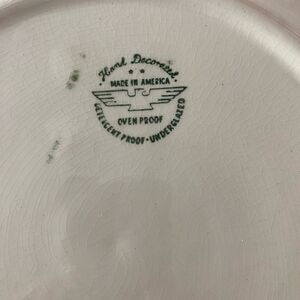 Hand Decorated
MADE IN AMERICA
OVEN PROOF
DETERGENT PROOF-UNDERGLAZED